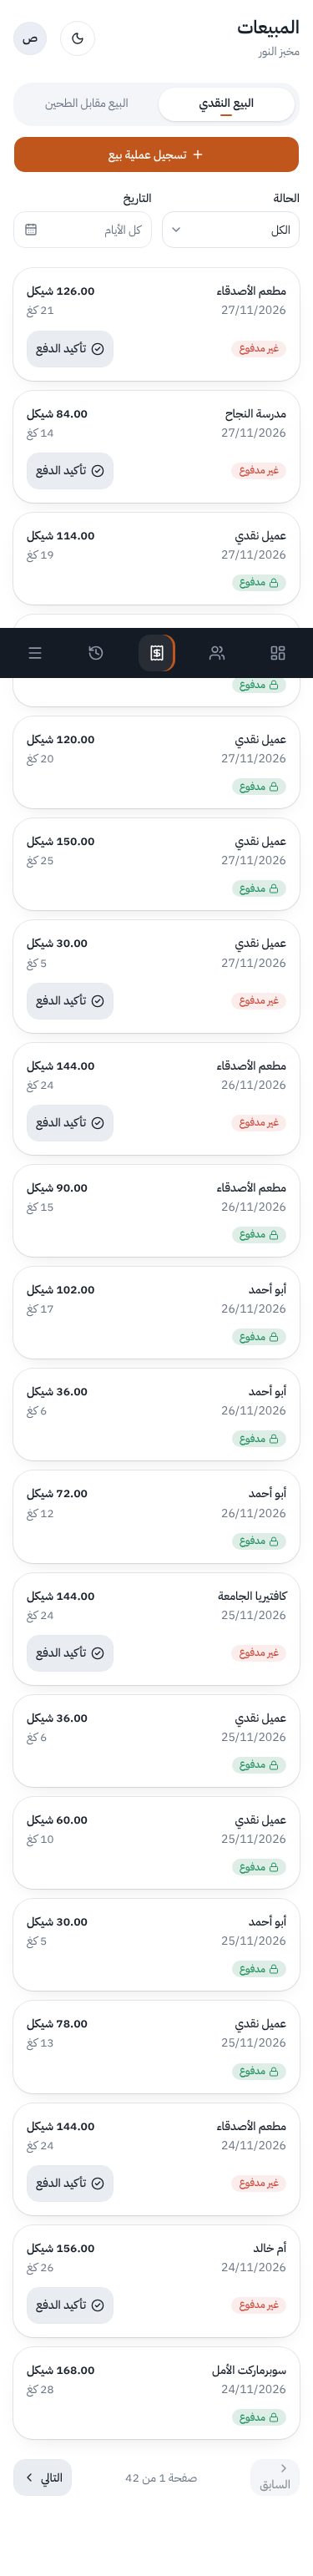 المبيعات
مخبز النور
ص
البيع النقدي
البيع مقابل الطحين
تسجيل عملية بيع
الحالة
التاريخ
الكل
كل الأيام
مطعم الأصدقاء 126.00 شيكل
27/11/2026 21 كغ
غير مدفوع تأكيد الدفع
مدرسة النجاح 84.00 شيكل
27/11/2026 14 كغ
غير مدفوع تأكيد الدفع
عميل نقدي 114.00 شيكل
27/11/2026 19 كغ
مدفوع
مدفوع
عميل نقدي 120.00 شيكل
27/11/2026 20 كغ
مدفوع
عميل نقدي 150.00 شيكل
27/11/2026 25 كغ
مدفوع
عميل نقدي 30.00 شيكل
27/11/2026 5 كغ
غير مدفوع تأكيد الدفع
مطعم الأصدقاء 144.00 شيكل
26/11/2026 24 كغ
غير مدفوع تأكيد الدفع
مطعم الأصدقاء 90.00 شيكل
26/11/2026 15 كغ
مدفوع
أبو أحمد 102.00 شيكل
26/11/2026 17 كغ
مدفوع
أبو أحمد 36.00 شيكل
26/11/2026 6 كغ
مدفوع
أبو أحمد 72.00 شيكل
26/11/2026 12 كغ
مدفوع
كافتيريا الجامعة 144.00 شيكل
25/11/2026 24 كغ
غير مدفوع تأكيد الدفع
عميل نقدي 36.00 شيكل
25/11/2026 6 كغ
مدفوع
عميل نقدي 60.00 شيكل
25/11/2026 10 كغ
مدفوع
أبو أحمد 30.00 شيكل
25/11/2026 5 كغ
مدفوع
عميل نقدي 78.00 شيكل
25/11/2026 13 كغ
مدفوع
مطعم الأصدقاء 144.00 شيكل
24/11/2026 24 كغ
غير مدفوع تأكيد الدفع
أم خالد 156.00 شيكل
24/11/2026 26 كغ
غير مدفوع تأكيد الدفع
سوبرماركت الأمل 168.00 شيكل
24/11/2026 28 كغ
مدفوع
السابق
صفحة 1 من 42
التالي